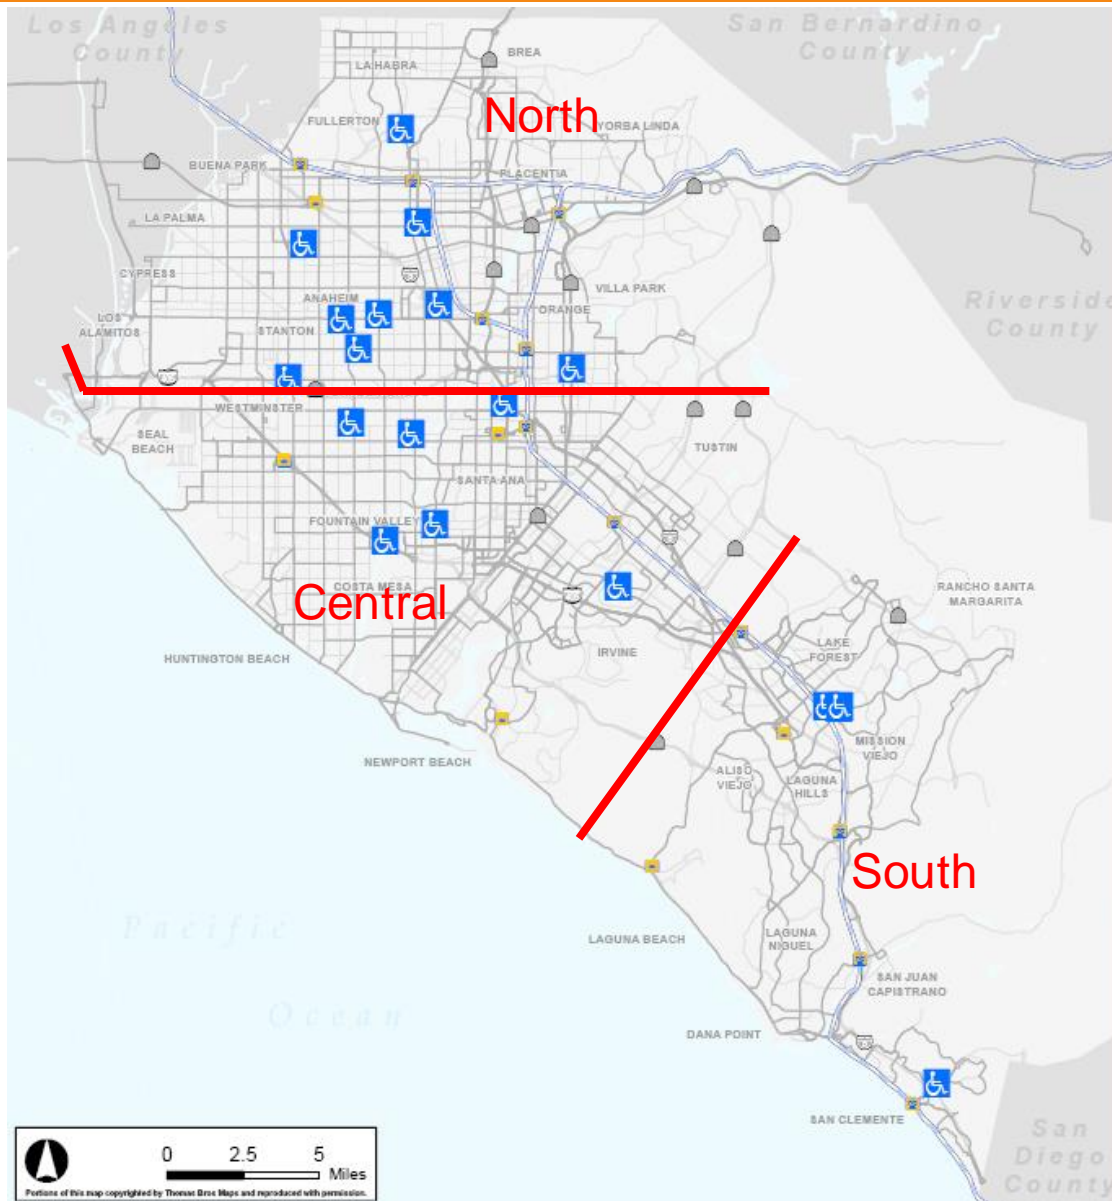 Los Angeles
County
San Bernardino
County
BREA
LA HABRA
FULLERTON
North
YORBA LINDA
BUENA PARK
PLACENTIA
LA PALMA
CYPRESS
ANAHEIM
VILLA PARK
ORANGE
Riverside
County
LOS
ALAMITOS
STANTON
WESTMINSTER
SEAL
BEACH
TUSTIN
SANTA ANA
FOUNTAIN VALLEY
COSTA MESA
Central
RANCHO SANTA
MARGARITA
LAKE
FOREST
IRVINE
HUNTINGTON BEACH
MISSION
VIEJO
NEWPORT BEACH
ALISO
VIEJO
LAGUNA
HILLS
South
Pacific
Ocean
LAGUNA BEACH
LAGUNA
NIGUEL
SAN JUAN
CAPISTRANO
DANA POINT
SAN CLEMENTE
San
Diego
County
0 2.5 5
Miles
Portions of this map copyrighted by Thomas Bros Maps and reproduced with permission.